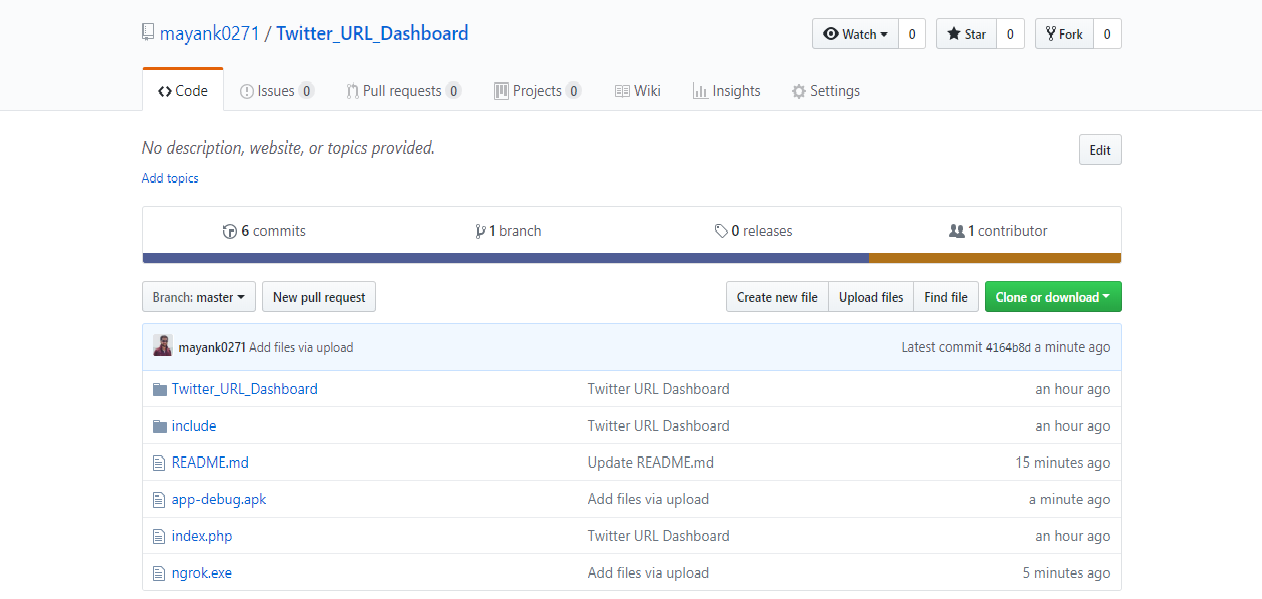 mayank0271 / Twitter_URL_Dashboard Watch 0 Star 0 Fork 0
Code Issues 0 Pull requests 0 Projects 0 Wiki Insights Settings
No description, website, or topics provided. Edit
Add topics
6 commits 1 branch 0 releases 1 contributor
Branch: master New pull request Create new file Upload files Find file Clone or download
mayank0271 Add files via upload Latest commit 4164b8d a minute ago
Twitter_URL_Dashboard Twitter URL Dashboard an hour ago
include Twitter URL Dashboard an hour ago
README.md Update README.md 15 minutes ago
app-debug.apk Add files via upload a minute ago
index.php Twitter URL Dashboard an hour ago
ngrok.exe Add files via upload 5 minutes ago